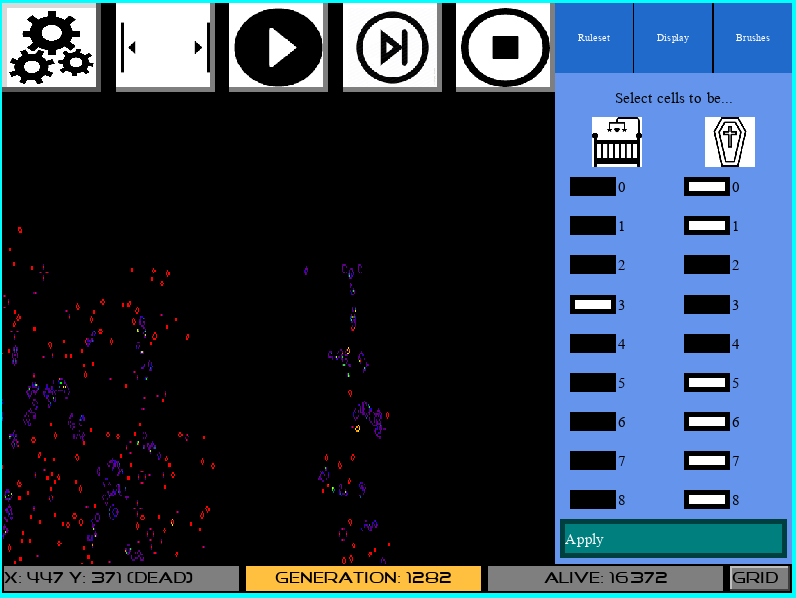 Ruleset Display Brushes
Select cells to be...
0 0
1 1
2 2
3 3
4 4
5 5
6 6
7 7
8 8
Apply
X: 447 Y: 371 (DEAD) GENERATION: 1282 ALIVE: 16372 GRID